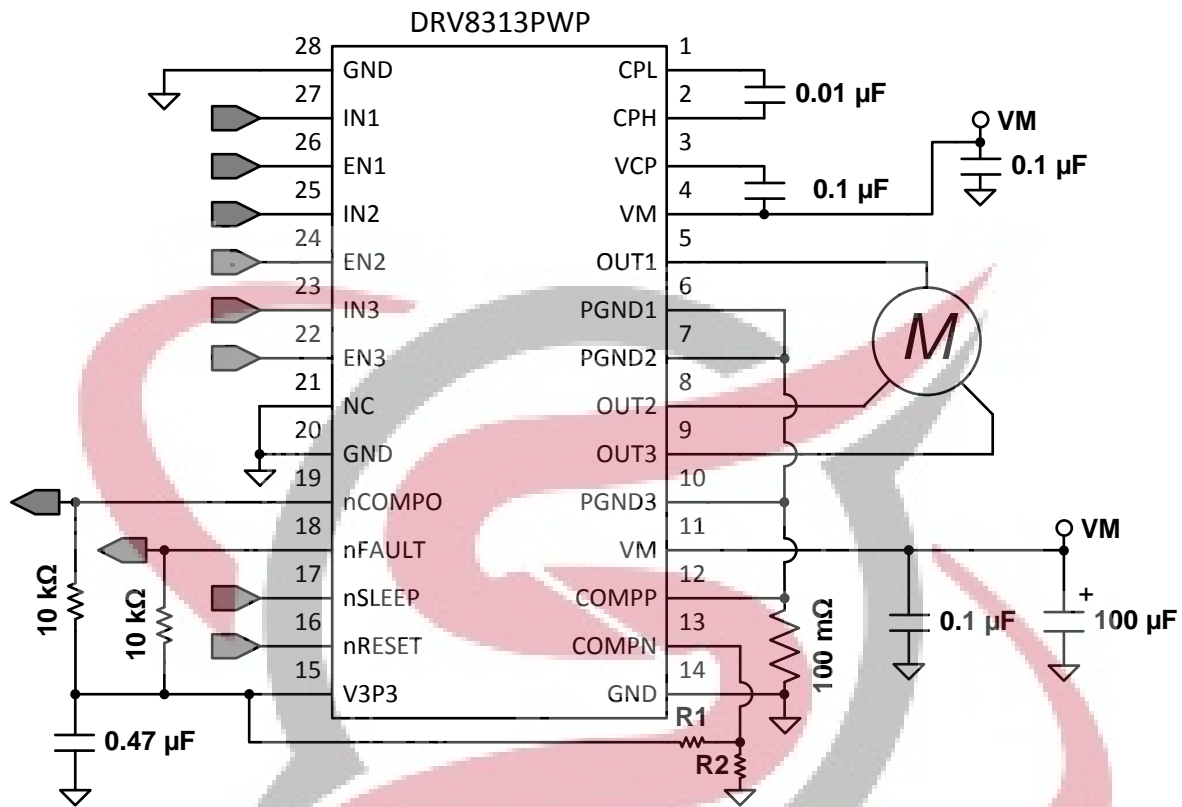 DRV8313PWP
28
GND
27
IN1
26
EN1
25
IN2
24
EN2
23
IN3
22
EN3
21
NC
20
GND
19
nCOMPO
18
nFAULT
17
nSLEEP
16
nRESET
15
V3P3
1
CPL
2
CPH
3
VCP
4
VM
5
OUT1
6
PGND1
7
PGND2
8
OUT2
9
OUT3
10
PGND3
11
VM
12
COMPP
13
COMPN
14
GND
0.01 µF
VM
0.1 µF
0.1 µF
M
VM
0.1 µF
+
100 µF
100 mΩ
R1
R2
10 kΩ
10 kΩ
0.47 µF